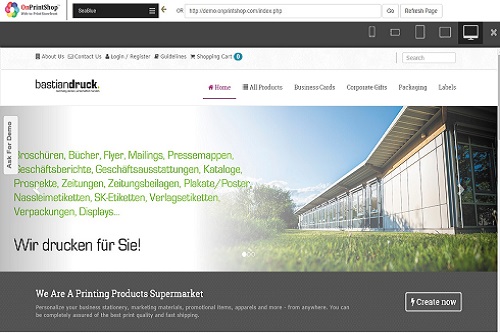 OnPrintShop
SeaBlue
OR
http://demo.onprintshop.com/index.php
Go
Refresh Page
About Us
Contact Us
Login / Register
Guidelines
Shopping Cart 0
Search
bastiandruck.
Home
All Products
Business Cards
Corporate Gifts
Packaging
Labels
Ask For Demo
Broschüren, Bücher, Flyer, Mailings, Pressemappen,
Geschäftsberichte, Geschäftsausstattungen, Kataloge,
Prosrekte, Zeitungen, Zeitungsbeilagen, Plakate/Poster,
Nassleimetiketten, SK-Etiketten, Verlagsetiketten,
Verpackungen, Displays...
Wir drucken für Sie!
We Are A Printing Products Supermarket
Personalize your business stationery, marketing materials, promotional items, apparels and more - from anywhere. You can
be completely assured of the best print quality and fast shipping.
Create now